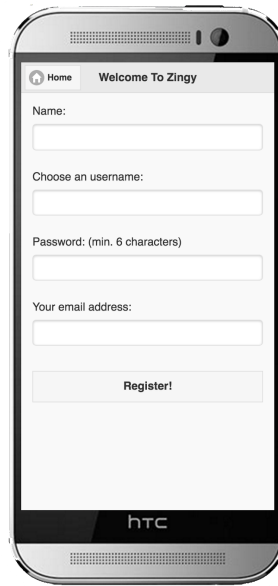 Home
Welcome To Zingy
Name:
Choose an username:
Password: (min. 6 characters)
Your email address:
Register!
hTC